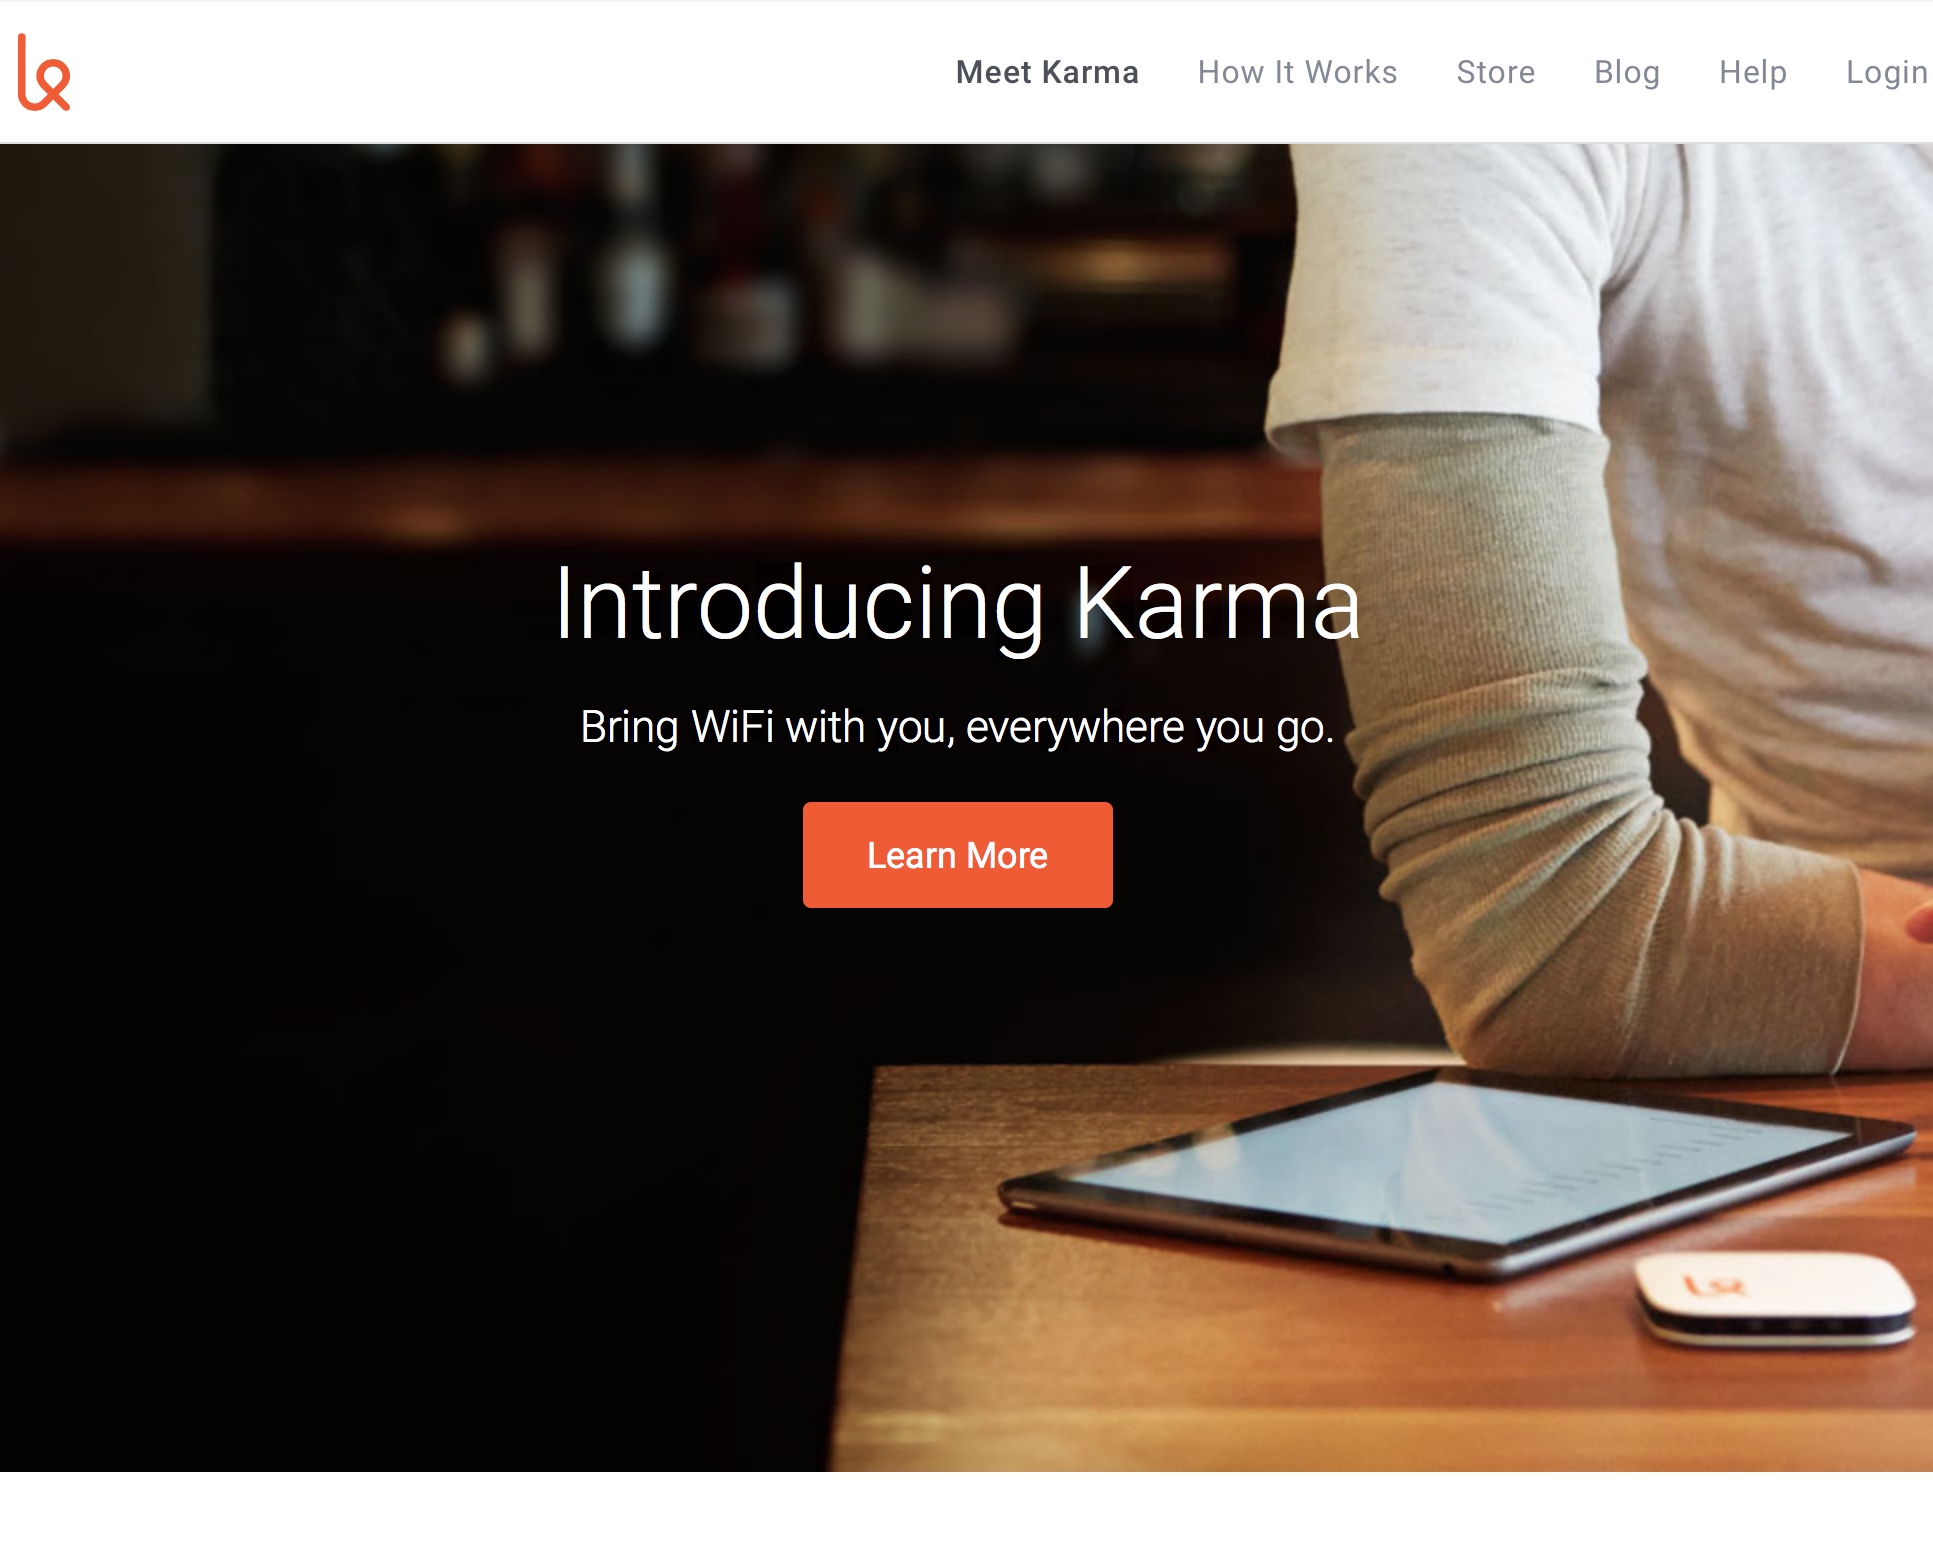 Meet Karma
How It Works
Store
Blog
Help
Login
Introducing Karma
Bring WiFi with you, everywhere you go.
Learn More